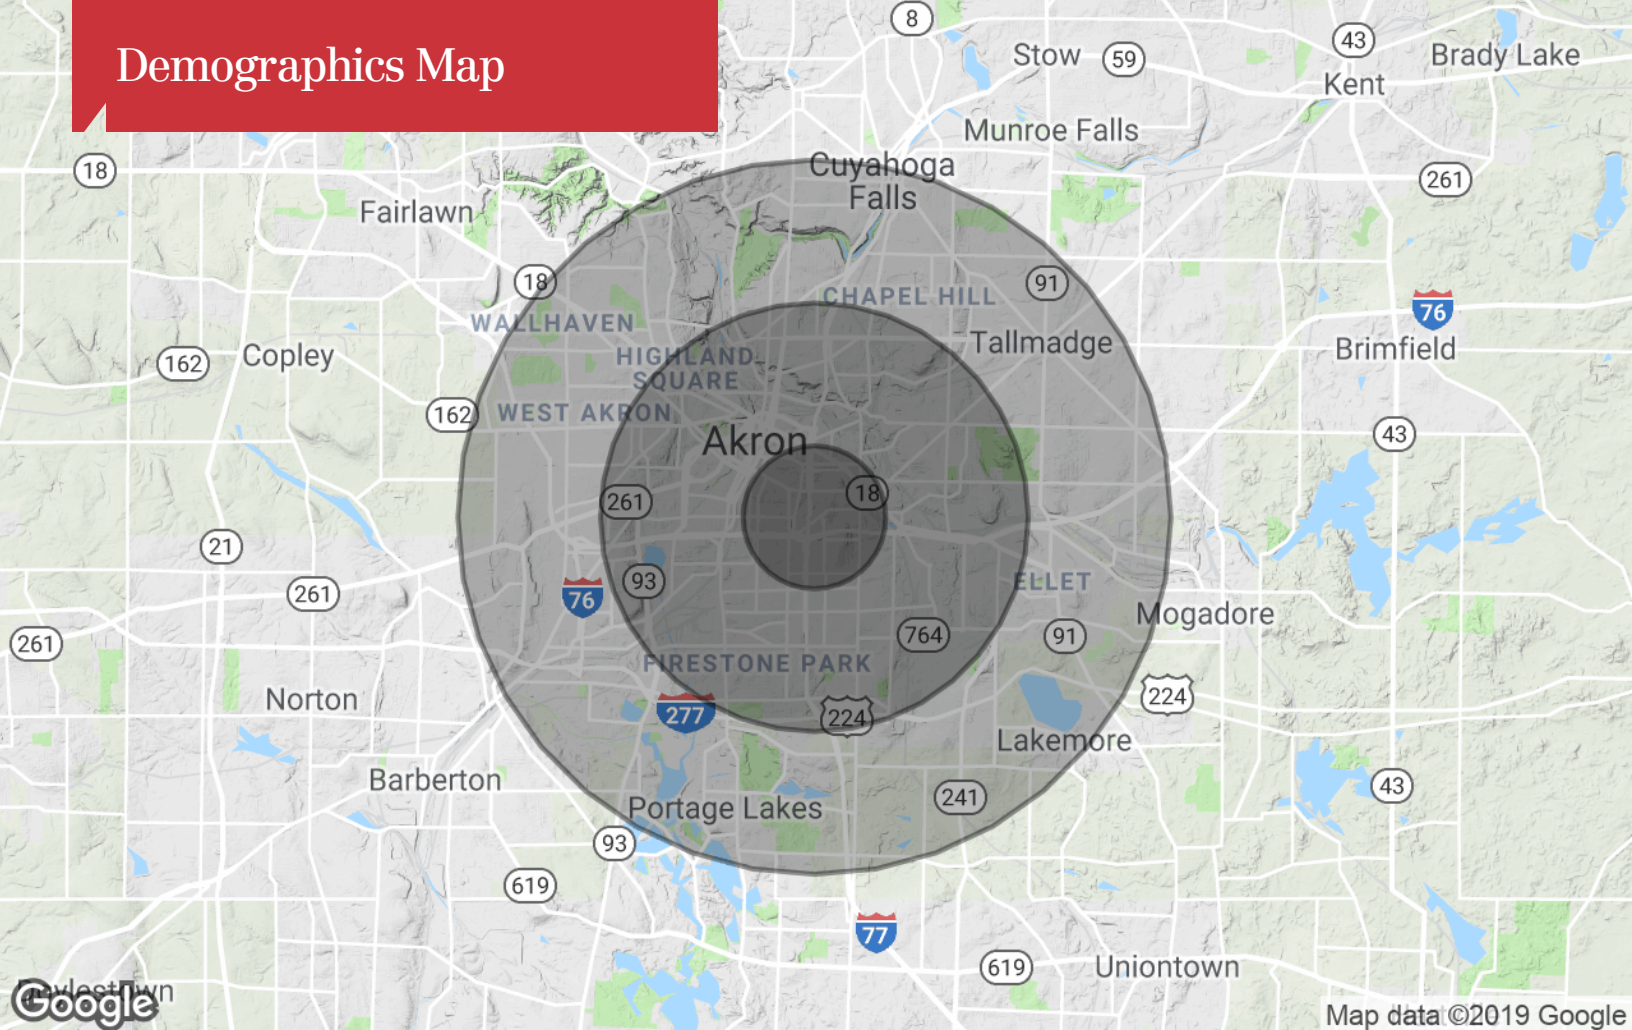 Demographics Map
8
Stow
59
43
Brady Lake
Kent
Munroe Falls
Cuyahoga
Falls
18
261
Fairlawn
18
91
CHAPEL HILL
WALLHAVEN
76
Tallmadge
Brimfield
162
Copley
HIGHLAND
SQUARE
162
WEST AKRON
Akron
43
18
261
21
93
ELLET
261
76
Mogadore
261
764
91
FIRESTONE PARK
Norton
224
277
224
Lakemore
Barberton
43
241
Portage Lakes
93
619
77
619
Uniontown
Doylestown
Google
Map data ©2019 Google